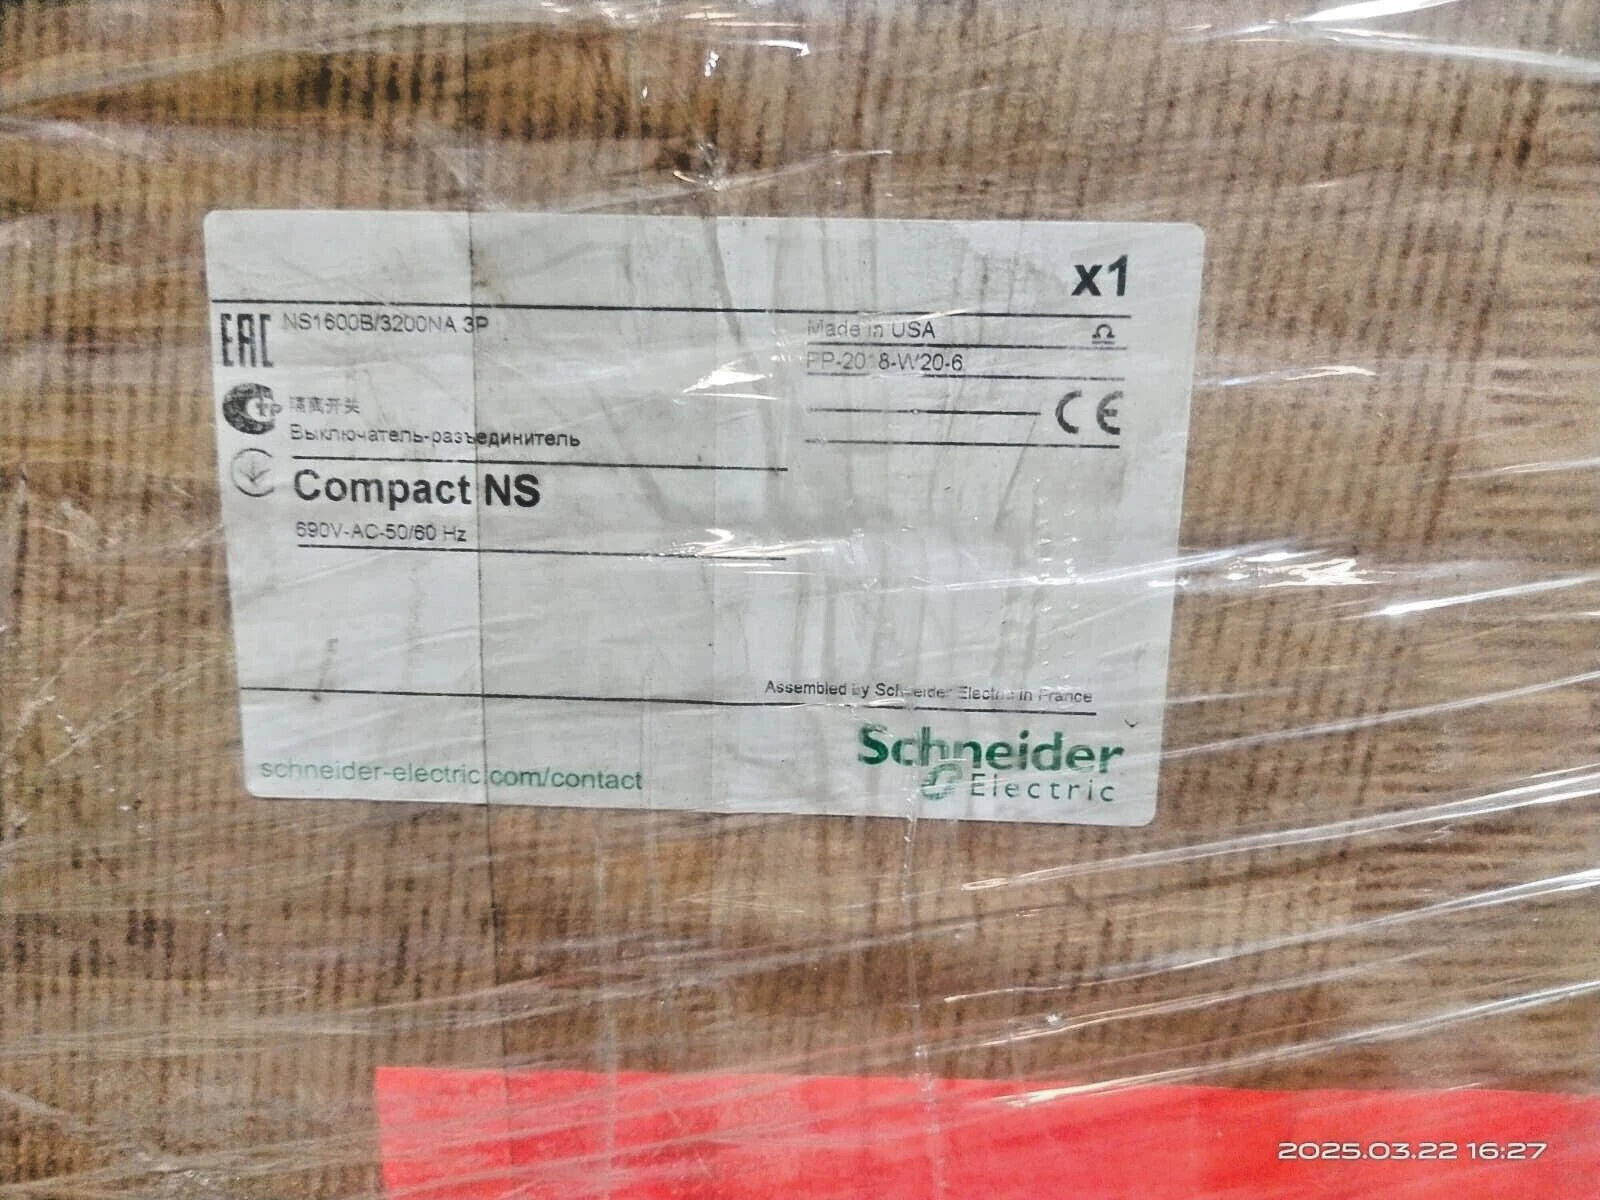 x1
EAC
NS1600B/3200NA 3P
Made in USA
PP-2018-W20-6
CE
隔离开关
Выключатель-разъединитель
Compact NS
690V-AC-50/60 Hz
Assembled by Schneider Electric in France
schneider-electric.com/contact
Schneider
Electric
2025.03.22 16:27